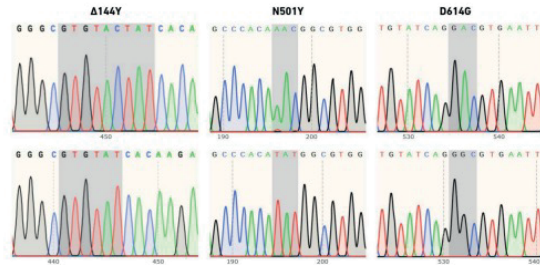 Δ144Y N501Y D614G
G G G C G T G T A C T A T C A C A G C C C A C A A A C G G C G T G G T G T A T C A G G A C G T G A A T T
450 190 200 530 540
G G G C G T G T A T C A C A A G A G C C C A C A T A T G G C G T G G T G T A T C A G G G C G T G A A T T
440 450 190 200 530 540